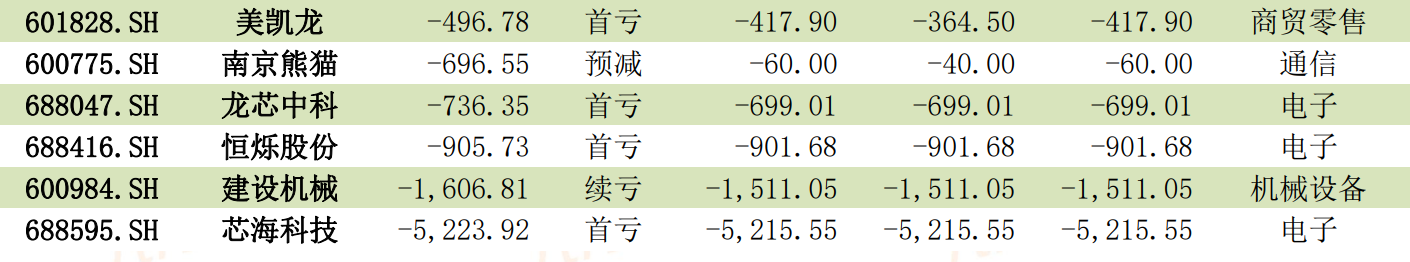 601828.SH 美凯龙 -496.78 首亏 -417.90 -364.50 -417.90 商贸零售
600775.SH 南京熊猫 -696.55 预减 -60.00 -40.00 -60.00 通信
688047.SH 龙芯中科 -736.35 首亏 -699.01 -699.01 -699.01 电子
688416.SH 恒烁股份 -905.73 首亏 -901.68 -901.68 -901.68 电子
600984.SH 建设机械 -1,606.81 续亏 -1,511.05 -1,511.05 -1,511.05 机械设备
688595.SH 芯海科技 -5,223.92 首亏 -5,215.55 -5,215.55 -5,215.55 电子